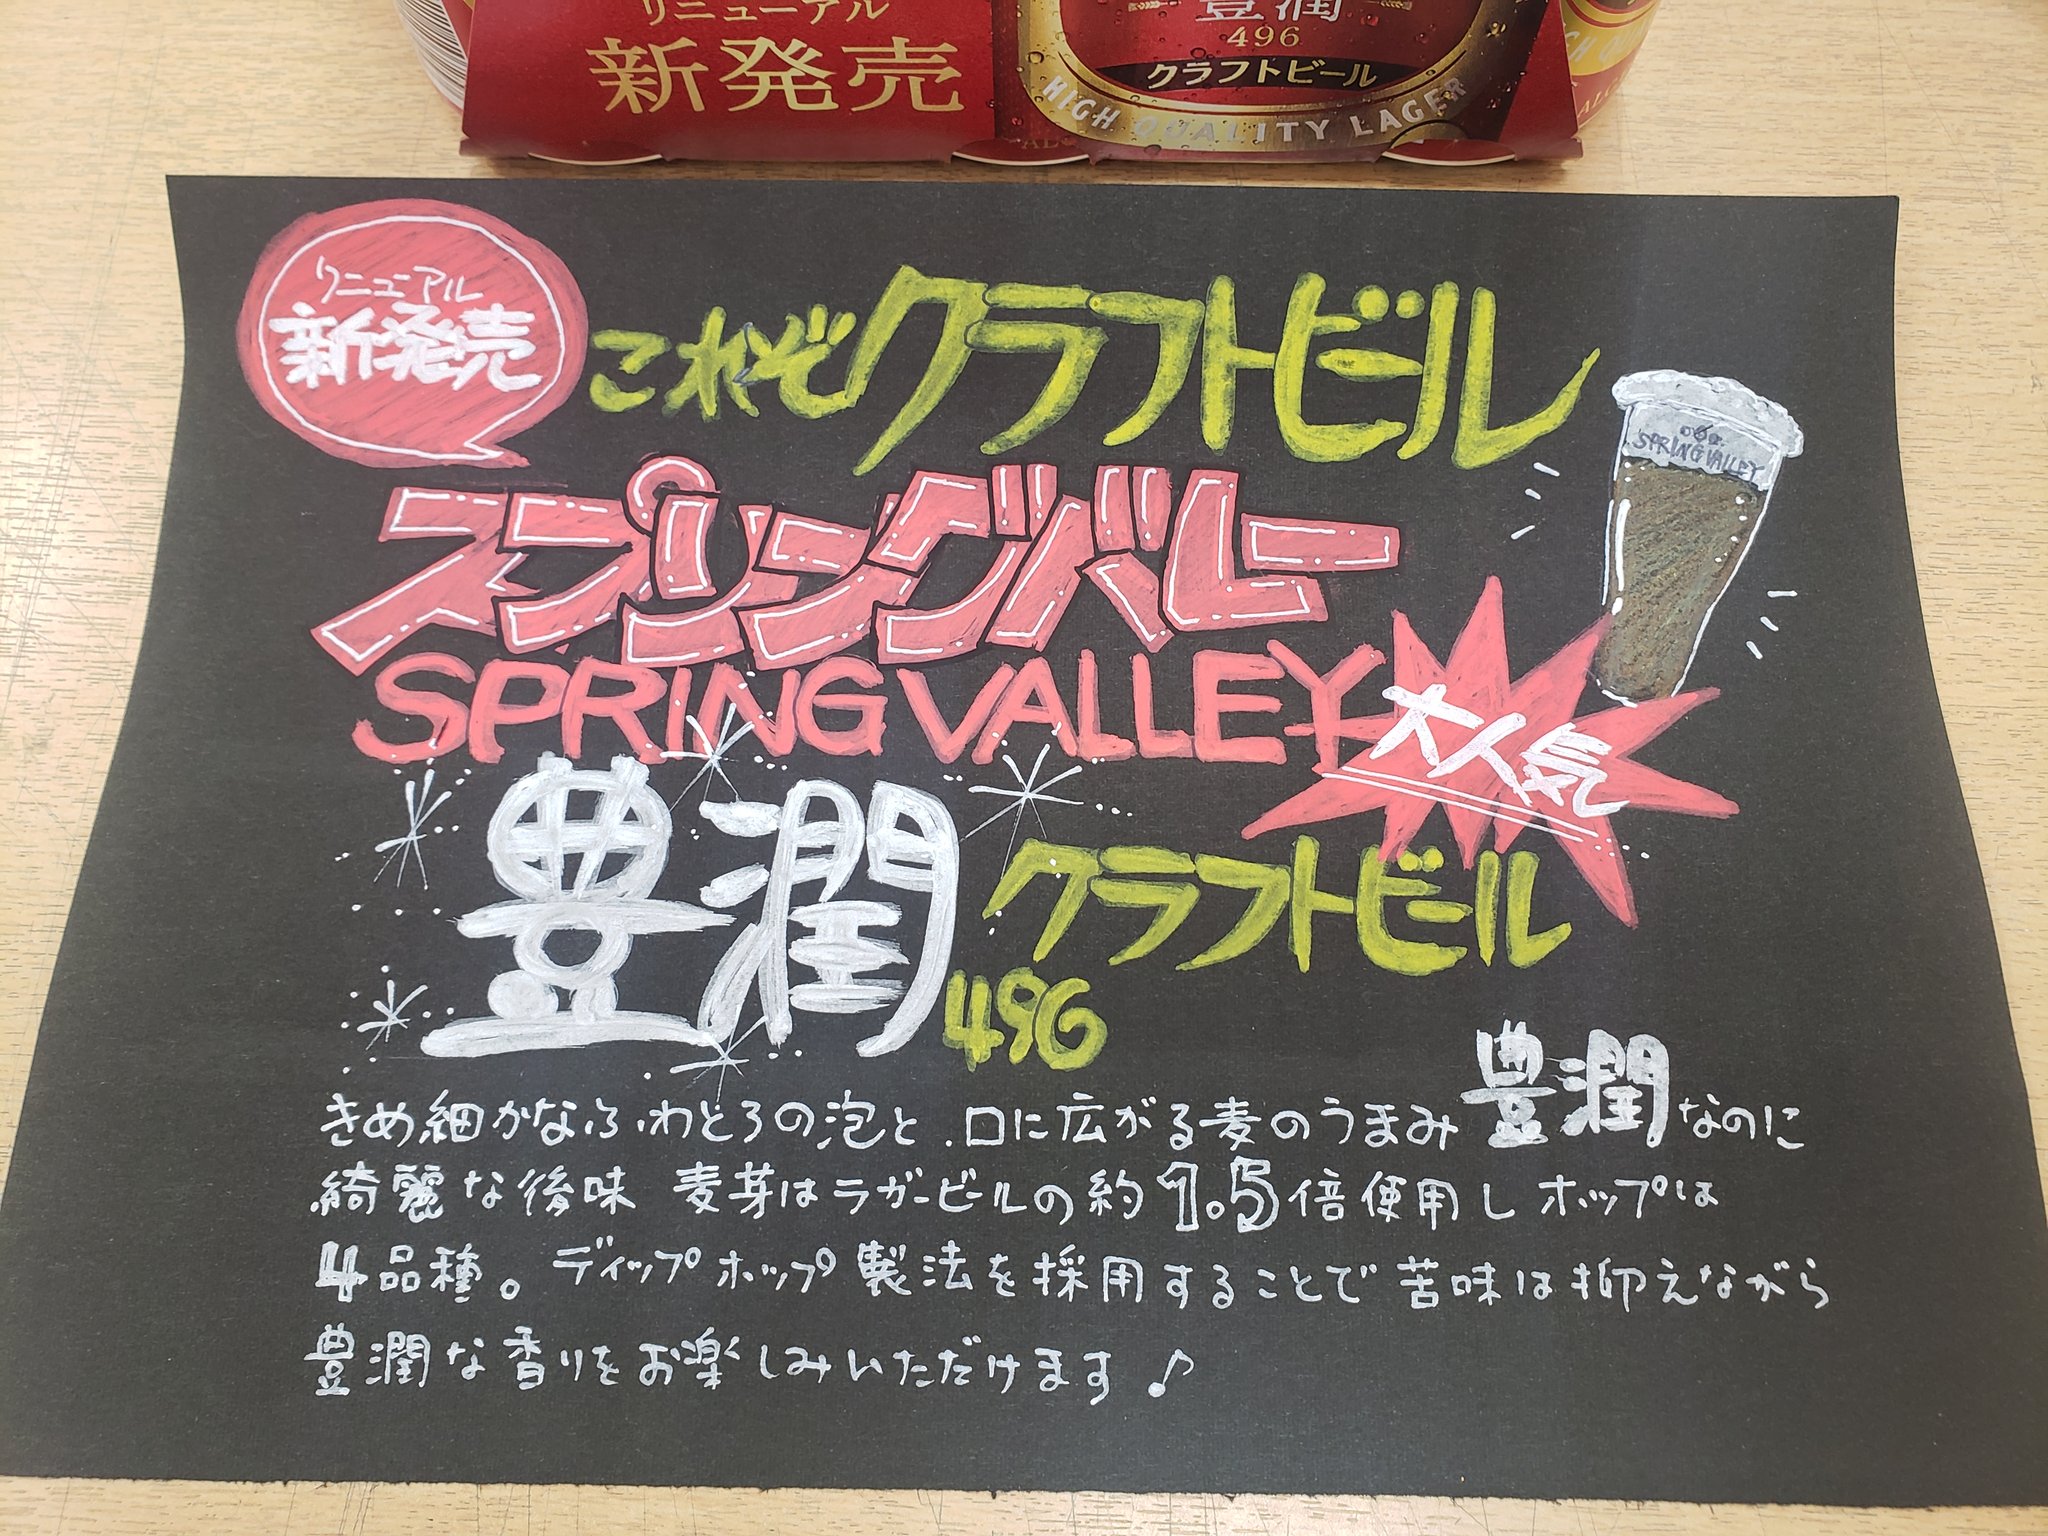 リニューアル
新発売
豊潤
496
クラフトビール
HIGH QUALITY LAGER
リニューアル
新発売
これぞクラフトビール
スプリングバレー
SPRING VALLEY
SPRING VALLEY
大人気
豊潤
クラフトビール
496
きめ細かなふわとろの泡と、口に広がる麦のうまみ豊潤なのに
綺麗な後味 麦芽はラガービールの約1.5倍使用しホップは
4品種。ディップホップ製法を採用することで苦味は抑えながら
豊潤な香りをお楽しみいただけます♪